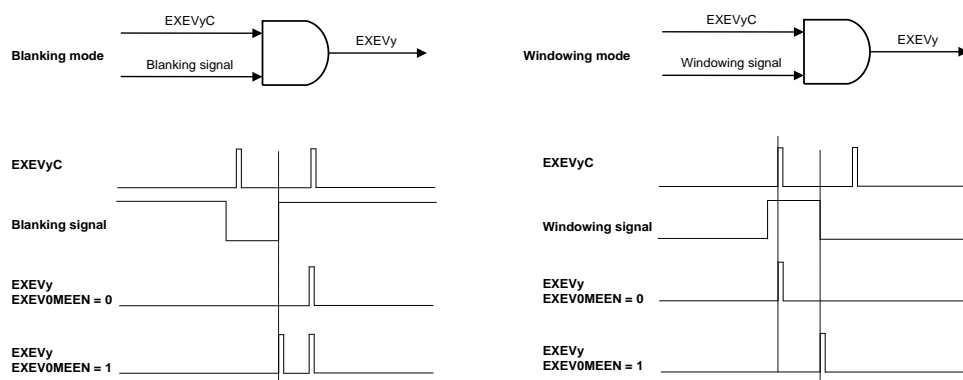 EXEVyC
Blanking mode
EXEVy
Blanking signal
EXEVyC
Blanking signal
EXEVy
EXEV0MEEN = 0
EXEVy
EXEV0MEEN = 1
EXEVyC
Windowing mode
EXEVy
Windowing signal
EXEVyC
Windowing signal
EXEVy
EXEV0MEEN = 0
EXEVy
EXEV0MEEN = 1